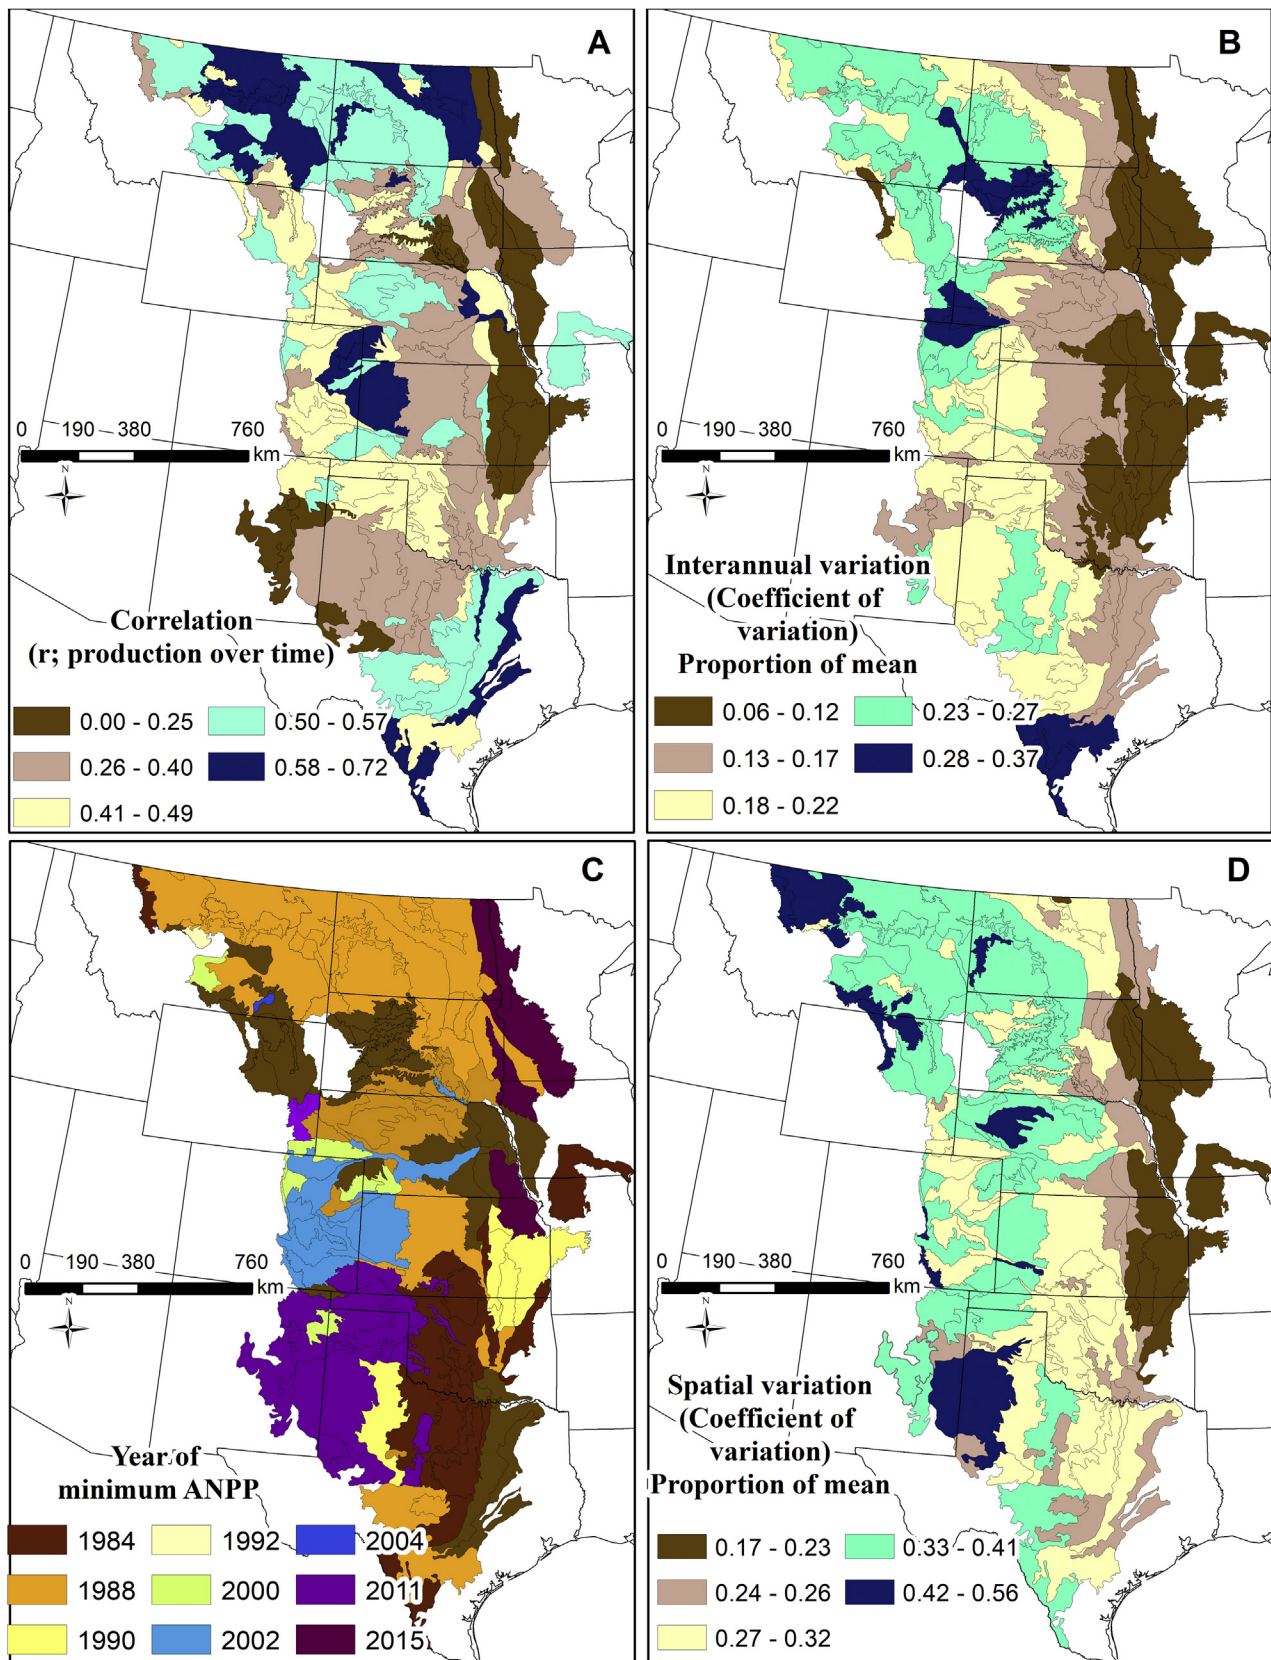 A
0 190 380 760
km
N
Correlation
(r; production over time)
0.00 - 0.25
0.50 - 0.57
0.26 - 0.40
0.58 - 0.72
0.41 - 0.49
B
0 190 380 760
km
N
Interannual variation
(Coefficient of
variation)
Proportion of mean
0.06 - 0.12
0.23 - 0.27
0.13 - 0.17
0.28 - 0.37
0.18 - 0.22
C
0 190 380 760
km
N
Year of
minimum ANPP
1984
1992
2004
1988
2000
2011
1990
2002
2015
D
0 190 380 760
km
N
Spatial variation
(Coefficient of
variation)
Proportion of mean
0.17 - 0.23
0.33 - 0.41
0.24 - 0.26
0.42 - 0.56
0.27 - 0.32